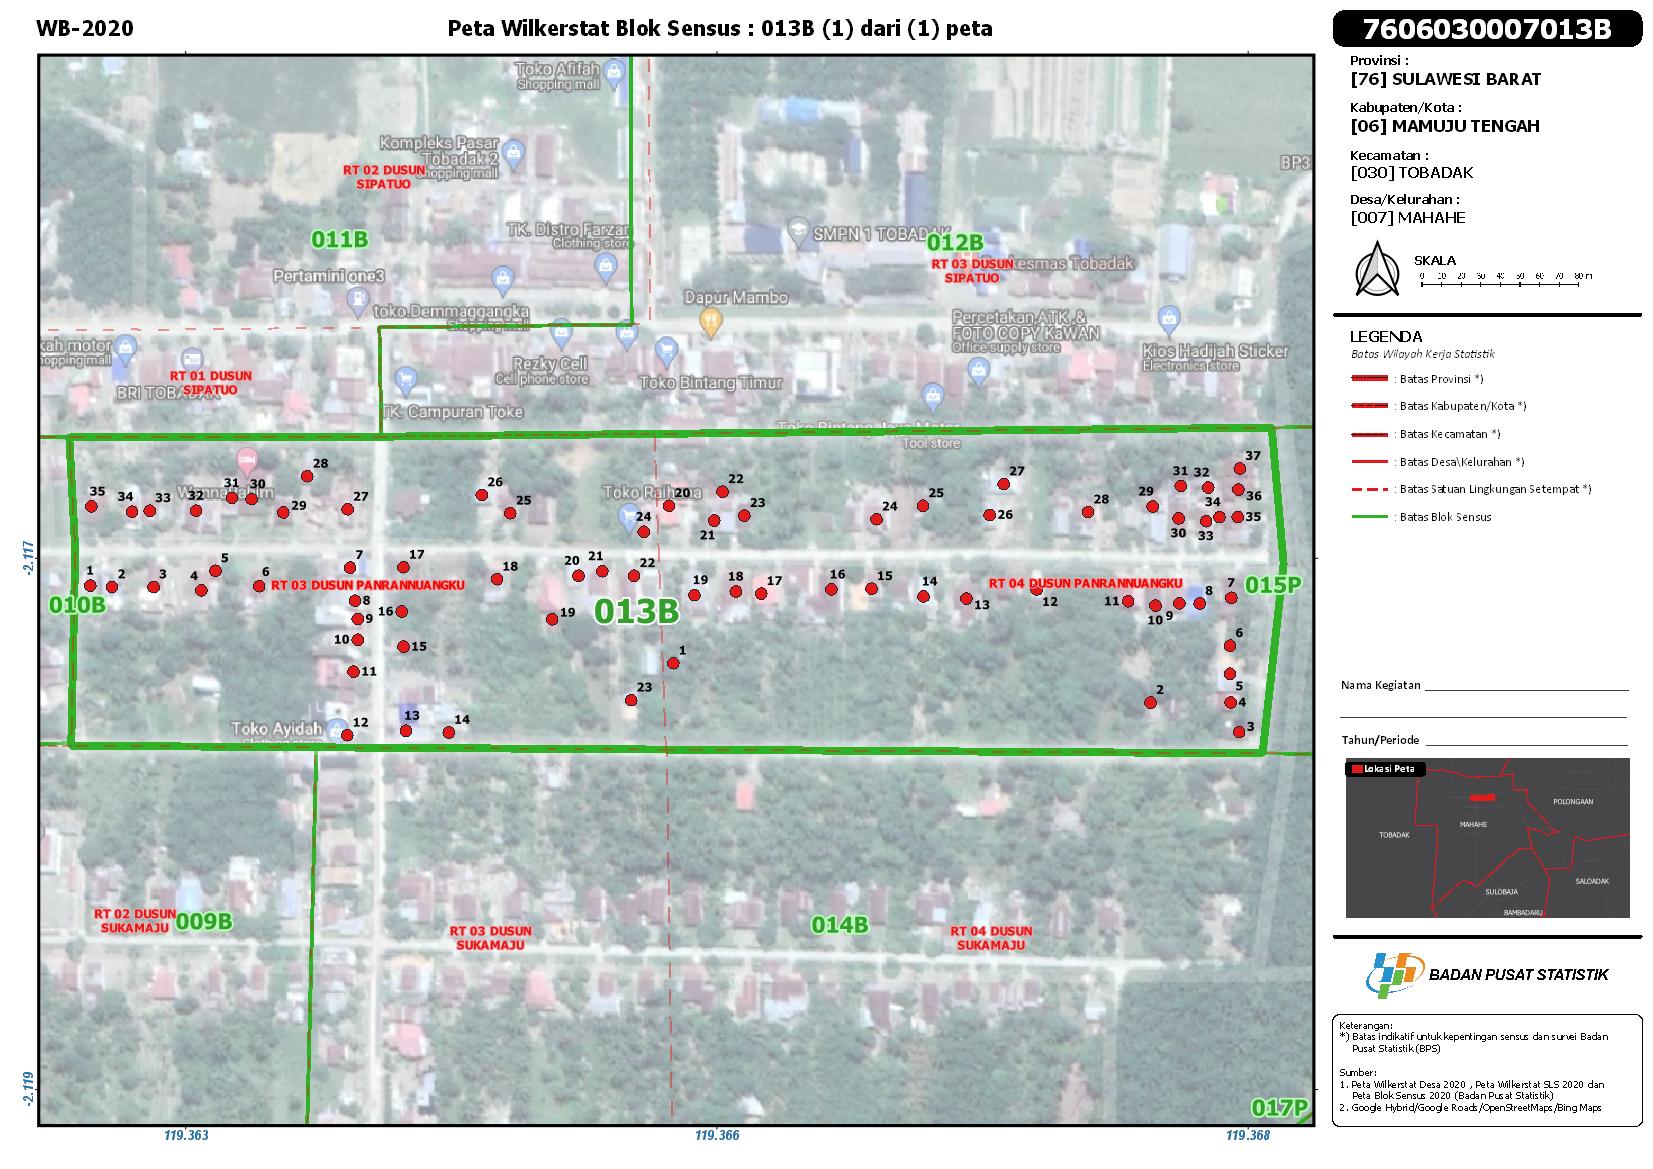 WB-2020
Peta Wilkerstat Blok Sensus : 013B (1) dari (1) peta
Toko Afifah
Shopping mall
Kompleks Pasar
Tobadak 2
Shopping mall
RT 02 DUSUN
SIPATUO
BP3
011B
TK. Distro Farzan
Clothing store
SMPN 1 TOBADAK
012B
RT 03 DUSUN
SIPATUO
Puskesmas Tobadak
Pertamini one3
toko Demmaggangka
Shopping mall
Dapur Mambo
Percetakan,ATK ,&
FOTO COPY KaWAN
Office supply store
kah motor
hopping mall
BRI TOBADAK
RT 01 DUSUN
SIPATUO
Rezky Cell
Cell phone store
Toko Bintang Timur
Kios Hadijah Sticker
Electronics store
TK. Campuran Toke
Toko Bintang Jaya Motor
Tool store
28
37
35
34
33
32
31
30
29
27
26
25
Toko Raihana
24
20
22
21
23
24
25
27
26
28
29
31
32
30
34
33
36
35
1
2
3
4
5
6
7
17
18
20
21
22
19
18
17
16
15
14
13
12
11
10
9
8
7
RT 03 DUSUN PANRANNUANGKU
RT 04 DUSUN PANRANNUANGKU
010B
013B
015P
8
9
10
11
16
15
19
1
23
2
6
5
4
3
Toko Ayidah
Clothing store
12
13
14
RT 02 DUSUN
SUKAMAJU
009B
RT 03 DUSUN
SUKAMAJU
014B
RT 04 DUSUN
SUKAMAJU
017P
-2.117
-2.119
119.363
119.366
119.368
7606030007013B
Provinsi :
[76] SULAWESI BARAT
Kabupaten/Kota :
[06] MAMUJU TENGAH
Kecamatan :
[030] TOBADAK
Desa/Kelurahan :
[007] MAHAHE
SKALA
0 10 20 30 40 50 60 70 80 m
LEGENDA
Batas Wilayah Kerja Statistik
: Batas Provinsi *)
: Batas Kabupaten/Kota *)
: Batas Kecamatan *)
: Batas Desa\Kelurahan *)
: Batas Satuan Lingkungan Setempat *)
: Batas Blok Sensus
Nama Kegiatan
Tahun/Periode
Lokasi Peta
POLONGAAN
MAHAHE
TOBADAK
SALOADAK
SULOBAJA
BAMBADARU
BADAN PUSAT STATISTIK
Keterangan:
*) Batas indikatif untuk kepentingan sensus dan survei Badan
Pusat Statistik (BPS)
Sumber:
1. Peta Wilkerstat Desa 2020 , Peta Wilkerstat SLS 2020 dan
Peta Blok Sensus 2020 (Badan Pusat Statistik)
2. Google Hybrid/Google Roads/OpenStreetMaps/Bing Maps